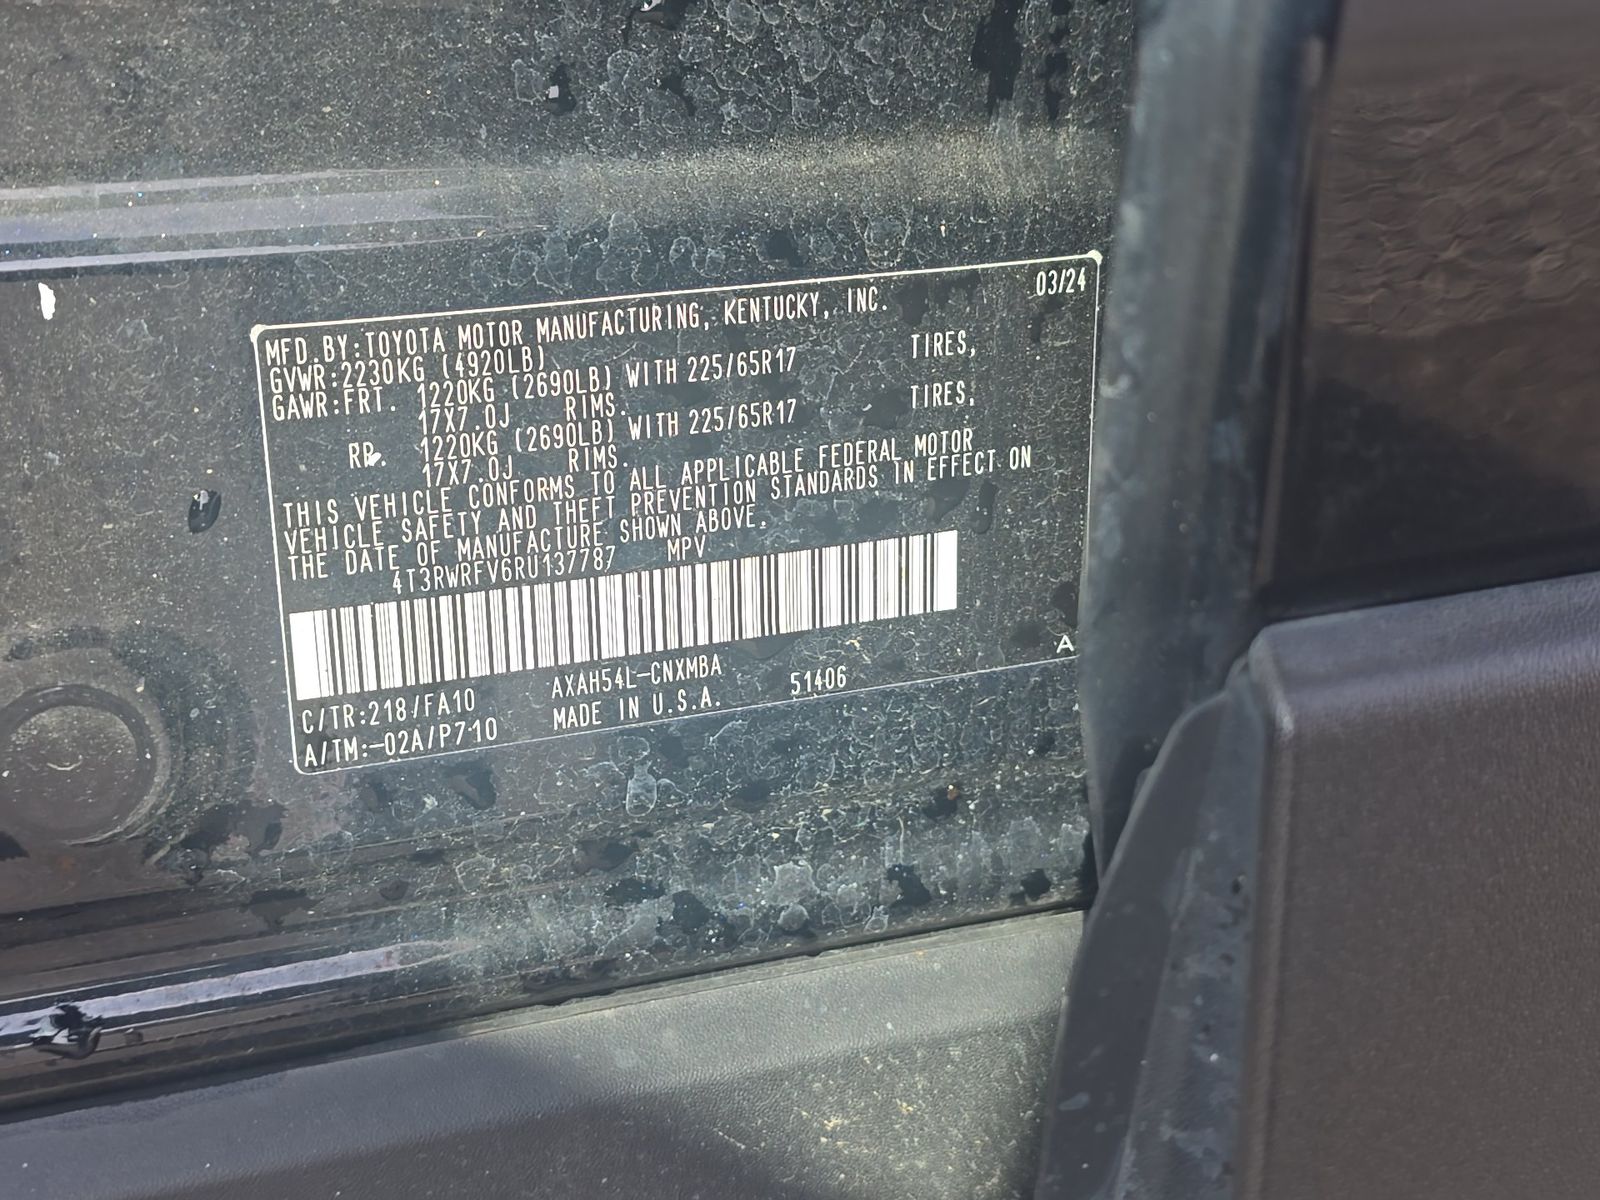 03/24
MFD.BY:TOYOTA MOTOR MANUFACTURING, KENTUCKY, INC.
GVWR:2230KG (4920LB)
GAWR:FRT. 1220KG (2690LB) WITH 225/65R17 TIRES,
17X7.0J RIMS.
RR. 1220KG (2690LB) WITH 225/65R17 TIRES,
17X7.0J RIMS.
THIS VEHICLE CONFORMS TO ALL APPLICABLE FEDERAL MOTOR
VEHICLE SAFETY AND THEFT PREVENTION STANDARDS IN EFFECT ON
THE DATE OF MANUFACTURE SHOWN ABOVE.
4T3RWRFV6RU137787 MPV
A
C/TR:218/FA10 AXAH54L-CNXMBA
A/TM:-02A/P710 MADE IN U.S.A. 51406